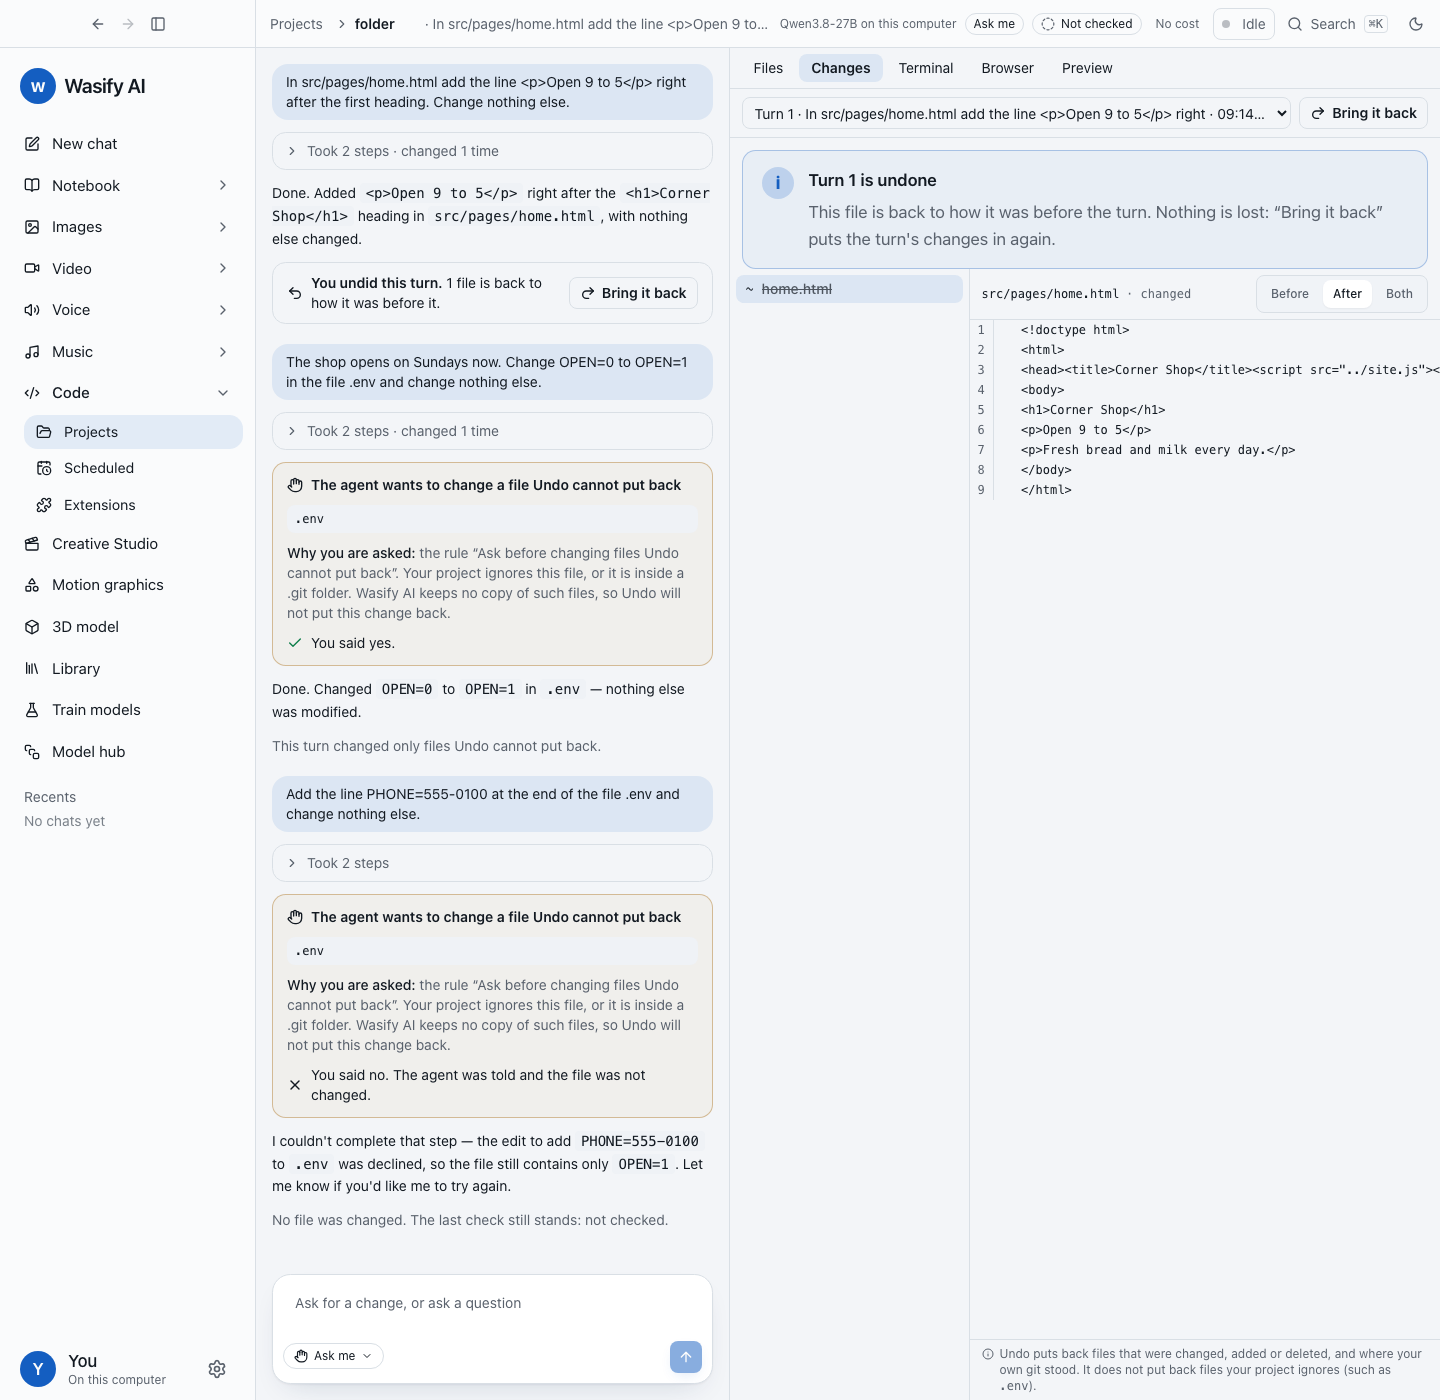 Projects
folder
· In src/pages/home.html add the line <p>Open 9 to...
Qwen3.8-27B on this computer
Ask me
Not checked
No cost
Idle
Search
⌘K
W
Wasify AI
New chat
Notebook
Images
Video
Voice
Music
Code
Projects
Scheduled
Extensions
Creative Studio
Motion graphics
3D model
Library
Train models
Model hub
Recents
No chats yet
Y
You
On this computer
In src/pages/home.html add the line <p>Open 9 to 5</p> right
after the first heading. Change nothing else.
Took 2 steps · changed 1 time
Done. Added <p>Open 9 to 5</p> right after the <h1>Corner
Shop</h1> heading in src/pages/home.html , with nothing
else changed.
You undid this turn. 1 file is back to
how it was before it.
Bring it back
The shop opens on Sundays now. Change OPEN=0 to OPEN=1
in the file .env and change nothing else.
Took 2 steps · changed 1 time
The agent wants to change a file Undo cannot put back
.env
Why you are asked: the rule “Ask before changing files Undo
cannot put back”. Your project ignores this file, or it is inside a
.git folder. Wasify AI keeps no copy of such files, so Undo will
not put this change back.
You said yes.
Done. Changed OPEN=0 to OPEN=1 in .env — nothing else
was modified.
This turn changed only files Undo cannot put back.
Add the line PHONE=555-0100 at the end of the file .env and
change nothing else.
Took 2 steps
The agent wants to change a file Undo cannot put back
.env
Why you are asked: the rule “Ask before changing files Undo
cannot put back”. Your project ignores this file, or it is inside a
.git folder. Wasify AI keeps no copy of such files, so Undo will
not put this change back.
You said no. The agent was told and the file was not
changed.
I couldn't complete that step — the edit to add PHONE=555-0100
to .env was declined, so the file still contains only OPEN=1 . Let
me know if you'd like me to try again.
No file was changed. The last check still stands: not checked.
Ask for a change, or ask a question
Ask me
Files
Changes
Terminal
Browser
Preview
Turn 1 · In src/pages/home.html add the line <p>Open 9 to 5</p> right · 09:14...
Bring it back
i
Turn 1 is undone
This file is back to how it was before the turn. Nothing is lost: “Bring it back”
puts the turn's changes in again.
~ home.html
src/pages/home.html · changed
Before
After
Both
1 <!doctype html>
2 <html>
3 <head><title>Corner Shop</title><script src="../site.js"><
4 <body>
5 <h1>Corner Shop</h1>
6 <p>Open 9 to 5</p>
7 <p>Fresh bread and milk every day.</p>
8 </body>
9 </html>
Undo puts back files that were changed, added or deleted, and where your
own git stood. It does not put back files your project ignores (such as
.env).